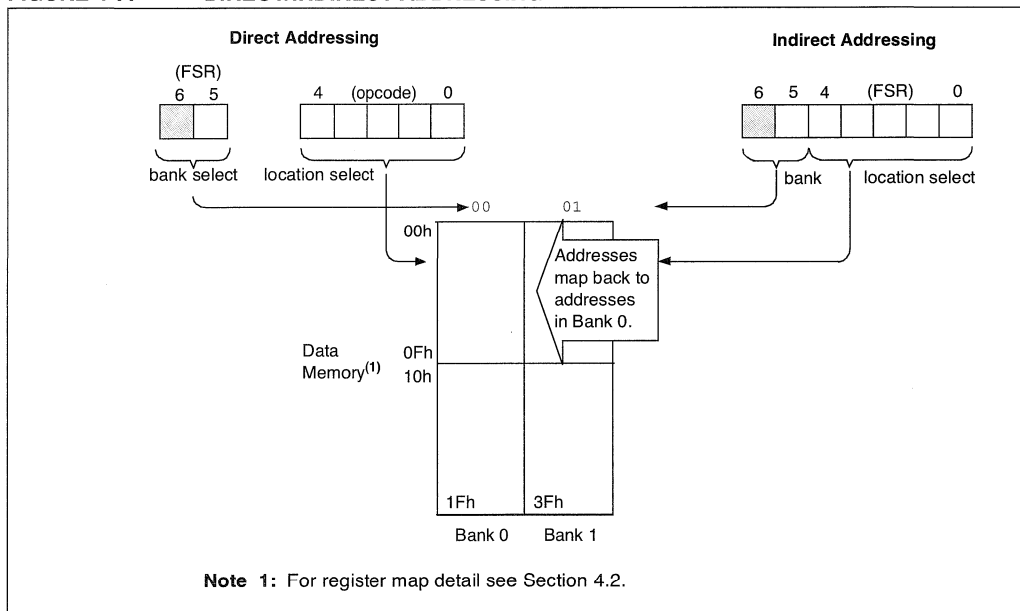 Direct Addressing
Indirect Addressing
(FSR)
6 5
4 (opcode) 0
6 5 4 (FSR) 0
bank select
location select
bank
location select
00
01
00h
Addresses
map back to
addresses
in Bank 0.
Data
Memory(1)
0Fh
10h
1Fh
3Fh
Bank 0
Bank 1
Note 1: For register map detail see Section 4.2.